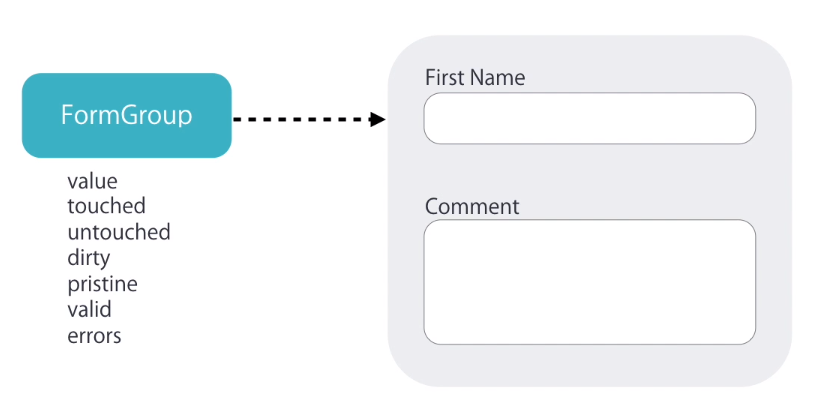 FormGroup
value
touched
untouched
dirty
pristine
valid
errors
First Name
Comment